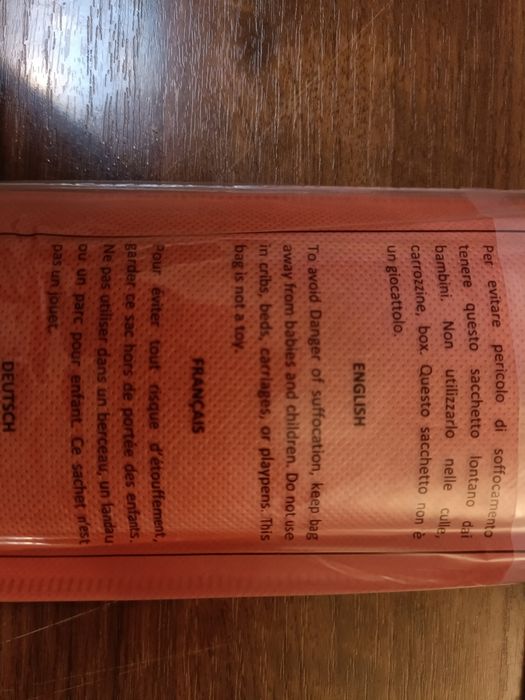 Per evitare pericolo di soffocamento
tenere questo sacchetto lontano dai
bambini. Non utilizzarlo nelle culle,
carrozzine, box. Questo sacchetto non è
un giocattolo.
ENGLISH
To avoid Danger of suffocation, keep bag
away from babies and children. Do not use
in cribs, beds, carriages, or playpens. This
bag is not a toy
FRANÇAIS
Pour éviter tout risque d'étouffement,
garder ce sac hors de portée des enfants.
Ne pas utiliser dans un berceau, un landau
ou un parc pour enfant. Ce sachet n'est
pas un jouet.
DEUTSCH